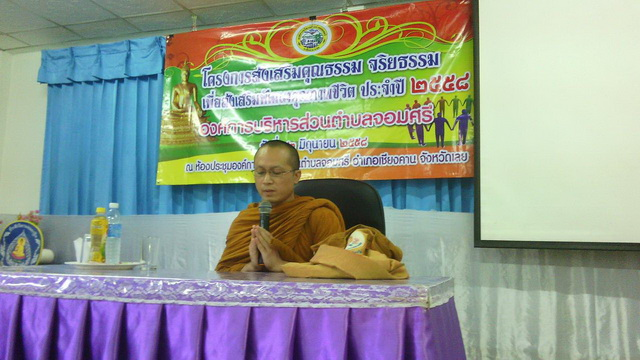 โครงการส่งเสริมคุณธรรม จริยธรรม
เพื่อส่งเสริม ชีวิต ประจำปี ๒๕๕๘
องค์การบริหารส่วนตำบลจอมศรี
มิถุนายน ๒๕๕๘
ณ ห้องประชุมองค์การ ตำบลจอมศรี อำเภอเชียงคาน จังหวัดเลย